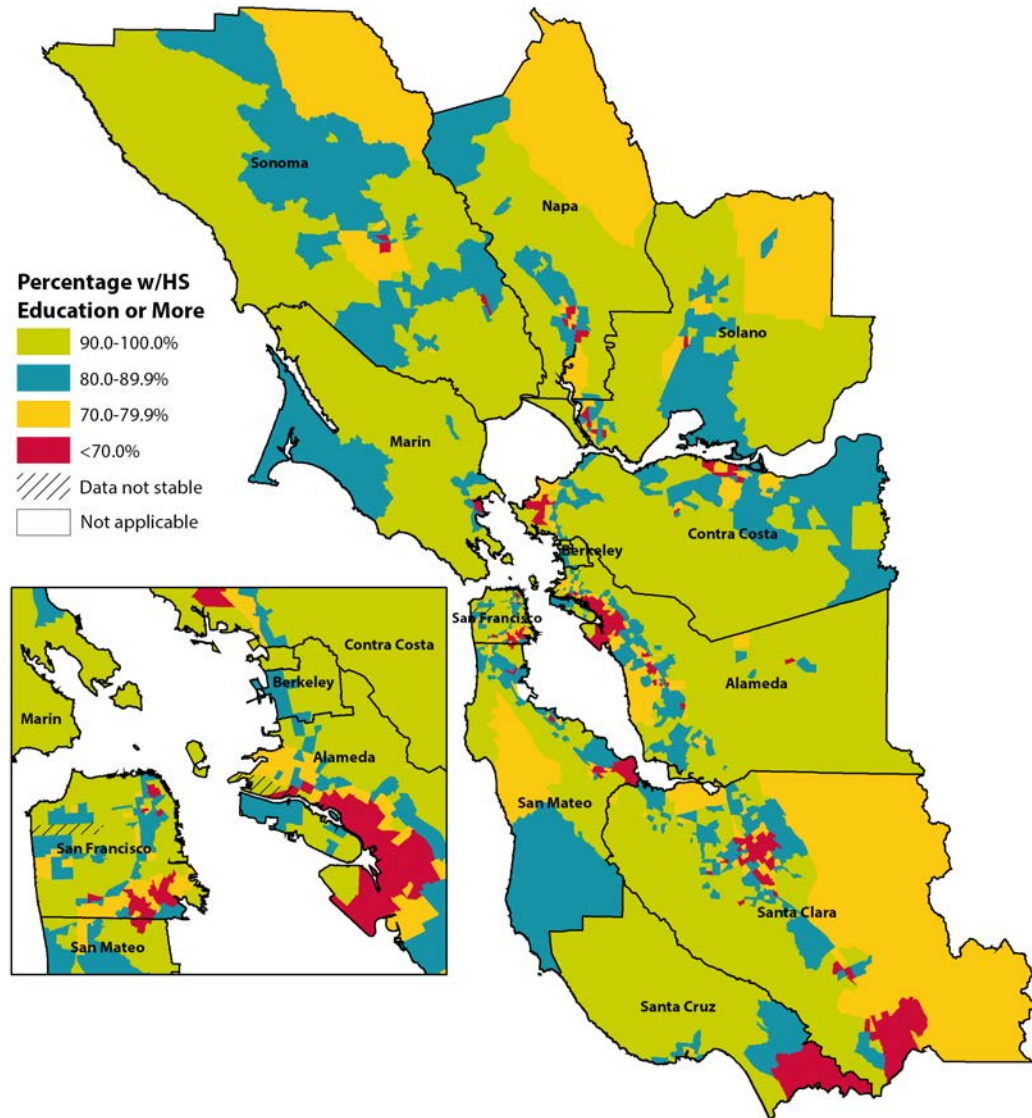 Sonoma
Napa
Solano
Percentage w/HS
Education or More
90.0-100.0%
80.0-89.9%
70.0-79.9%
<70.0%
Data not stable
Not applicable
Marin
Contra Costa
Berkeley
San Francisco
Alameda
San Mateo
Santa Clara
Santa Cruz
Contra Costa
Berkeley
Marin
Alameda
San Francisco
San Mateo